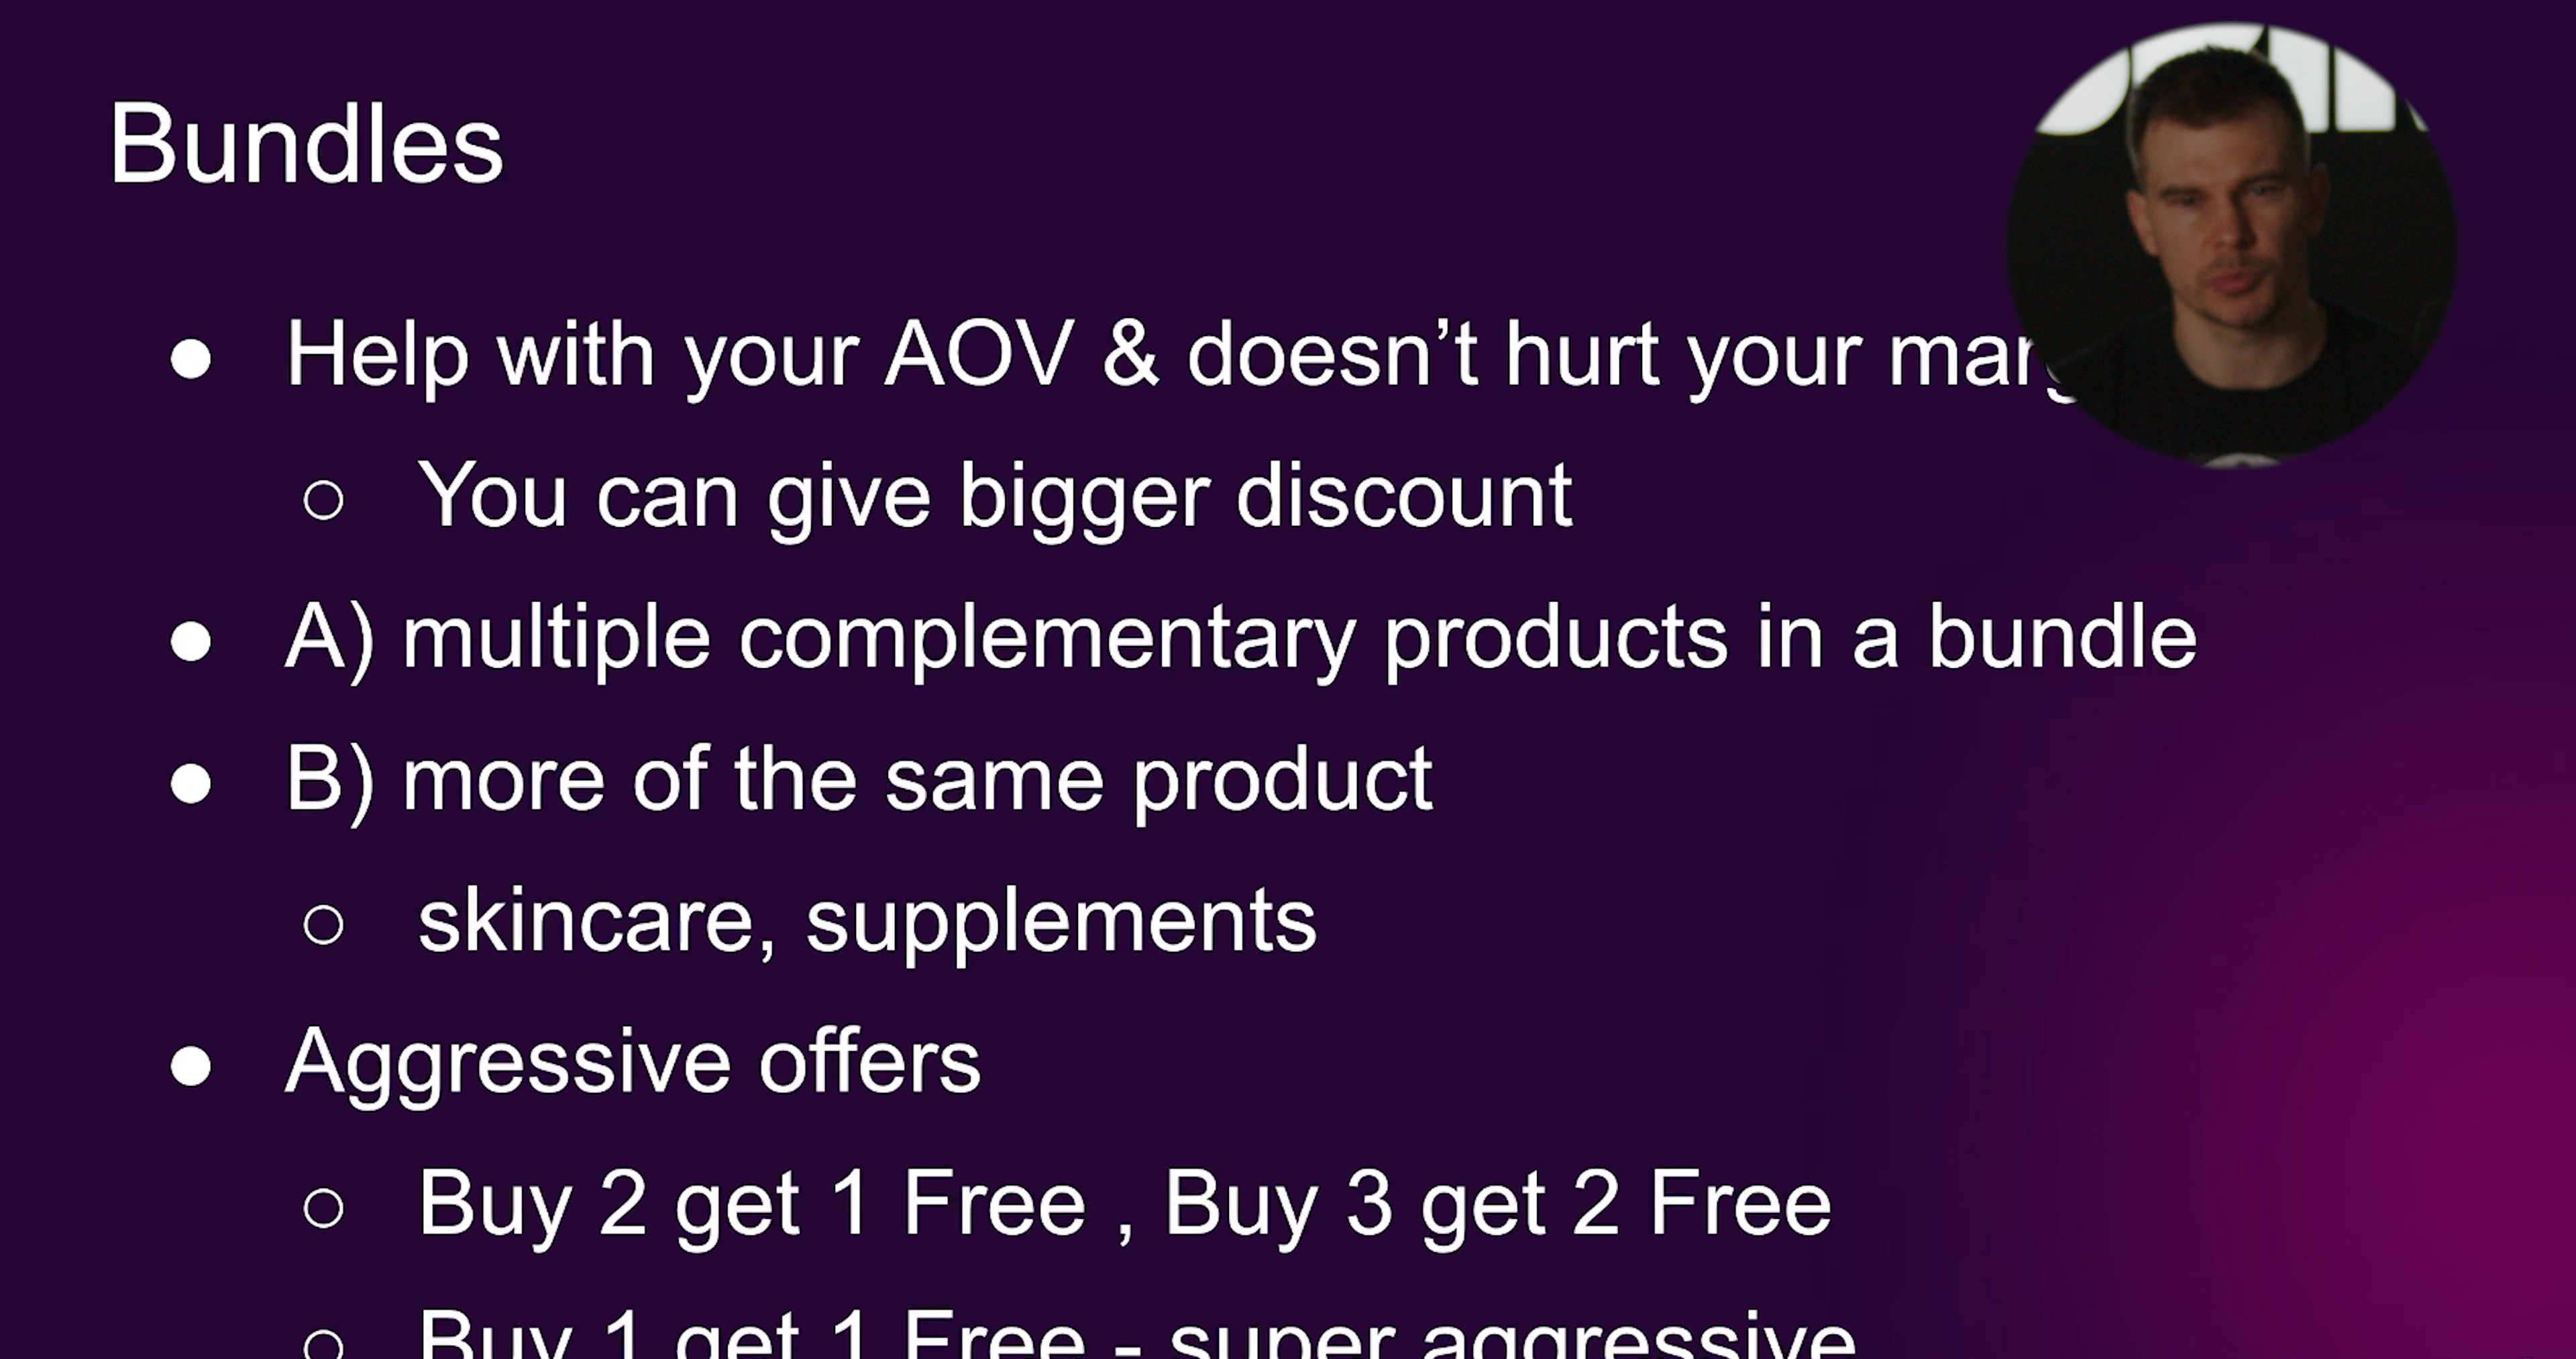 Bundles
● Help with your AOV & doesn’t hurt your
○ You can give bigger discount
● A) multiple complementary products in a bundle
● B) more of the same product
○ skincare, supplements
● Aggressive offers
○ Buy 2 get 1 Free , Buy 3 get 2 Free
○ Buy 1 get 1 Free - super aggressive